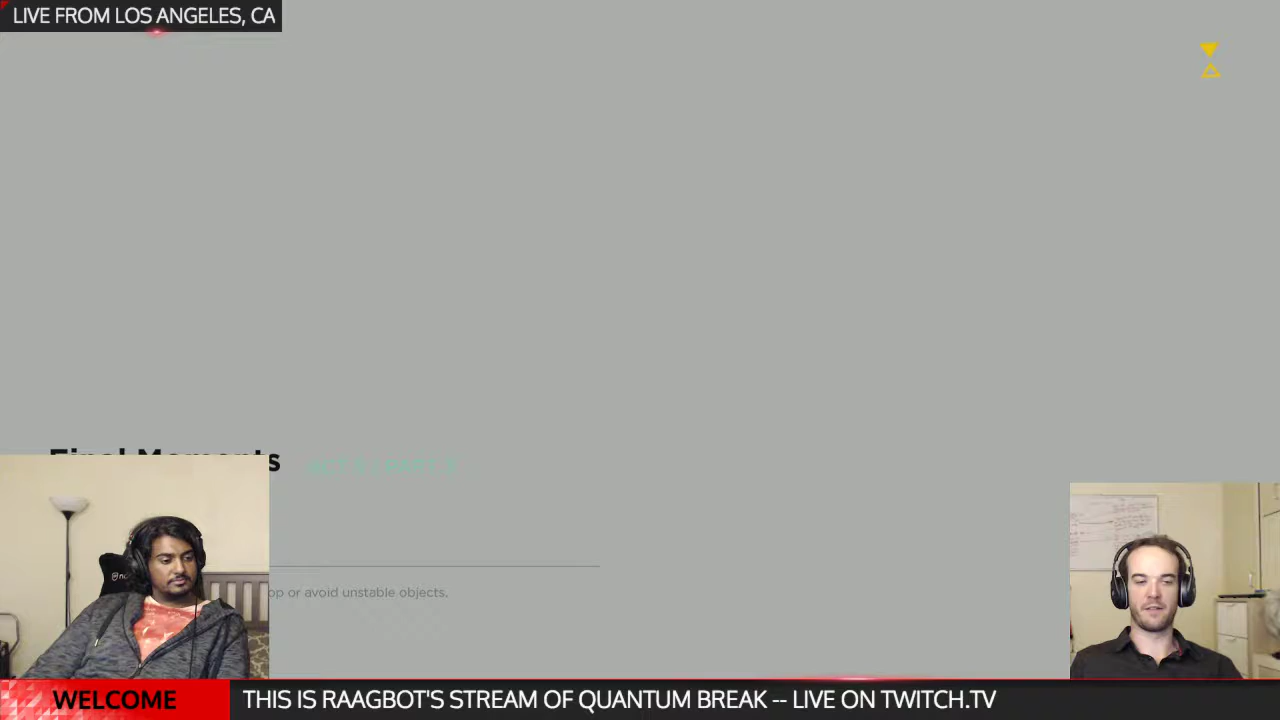 LIVE FROM LOS ANGELES, CA
Final Moments
op or avoid unstable objects.
WELCOME THIS IS RAAGBOT'S STREAM OF QUANTUM BREAK -- LIVE ON TWITCH.TV